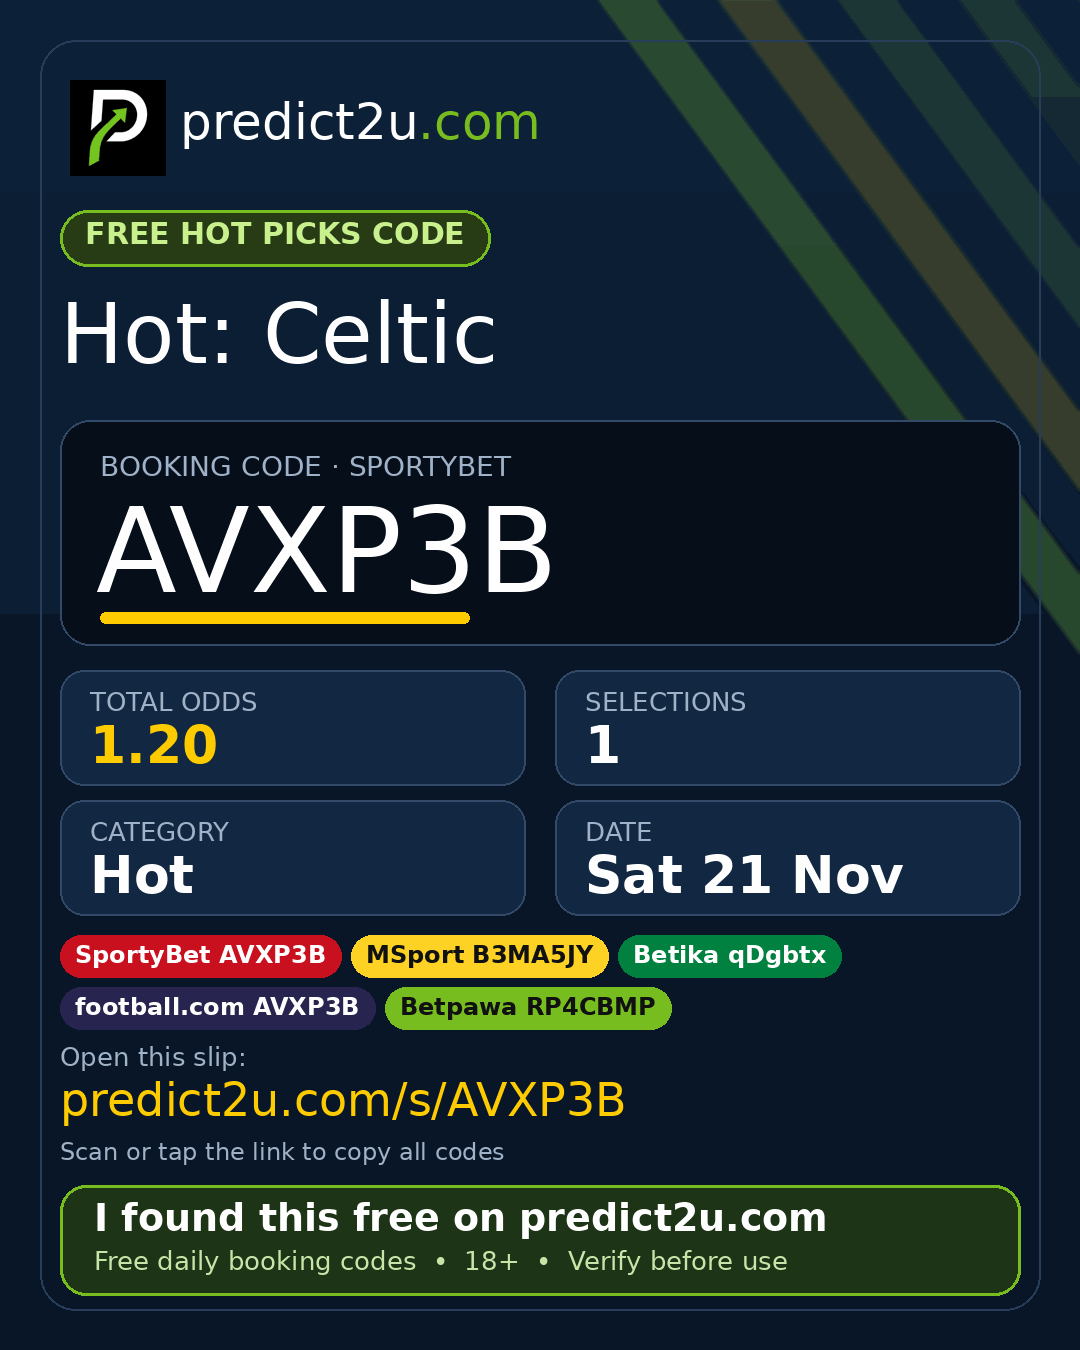 predict2u.com
FREE HOT PICKS CODE
Hot: Celtic
BOOKING CODE · SPORTYBET
AVXP3B
TOTAL ODDS
1.20
SELECTIONS
1
CATEGORY
Hot
DATE
Sat 21 Nov
SportyBet AVXP3B
MSport B3MA5JY
Betika qDgbtx
football.com AVXP3B
Betpawa RP4CBMP
Open this slip:
predict2u.com/s/AVXP3B
Scan or tap the link to copy all codes
I found this free on predict2u.com
Free daily booking codes • 18+ • Verify before use